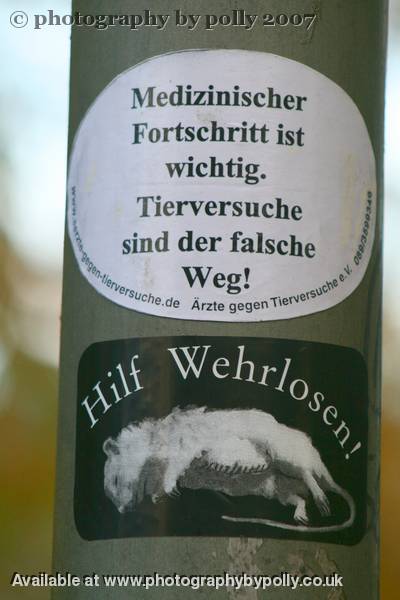 © photography by polly 2007
Medizinischer
Fortschritt ist
wichtig.
Tierversuche
sind der falsche
Weg!
www.aerzte-gegen-tierversuche.de Ärzte gegen Tierversuche e.V.
Hilf Wehrlosen!
Available at www.photographybypolly.co.uk